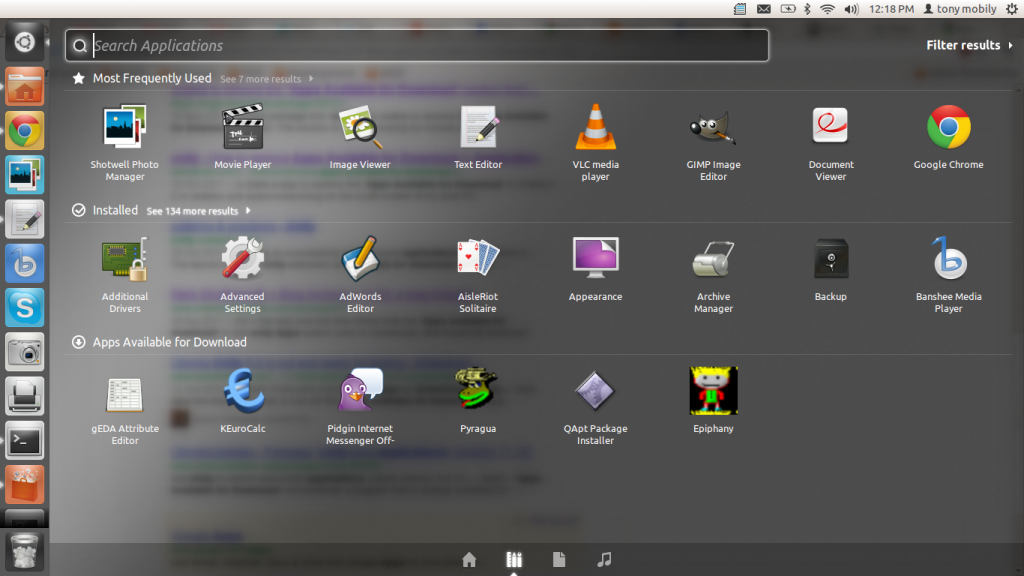 12:18 PM tony mobily
Search Applications
Filter results
Most Frequently Used See 7 more results
Shotwell Photo
Manager
Movie Player
Image Viewer
Text Editor
VLC media
player
GIMP Image
Editor
Document
Viewer
Google Chrome
Installed See 134 more results
Additional
Drivers
Advanced
Settings
AdWords
Editor
AisleRiot
Solitaire
Appearance
Archive
Manager
Backup
Banshee Media
Player
Apps Available for Download
gEDA Attribute
Editor
KEuroCalc
Pidgin Internet
Messenger Off-
Pyragua
QApt Package
Installer
Epiphany